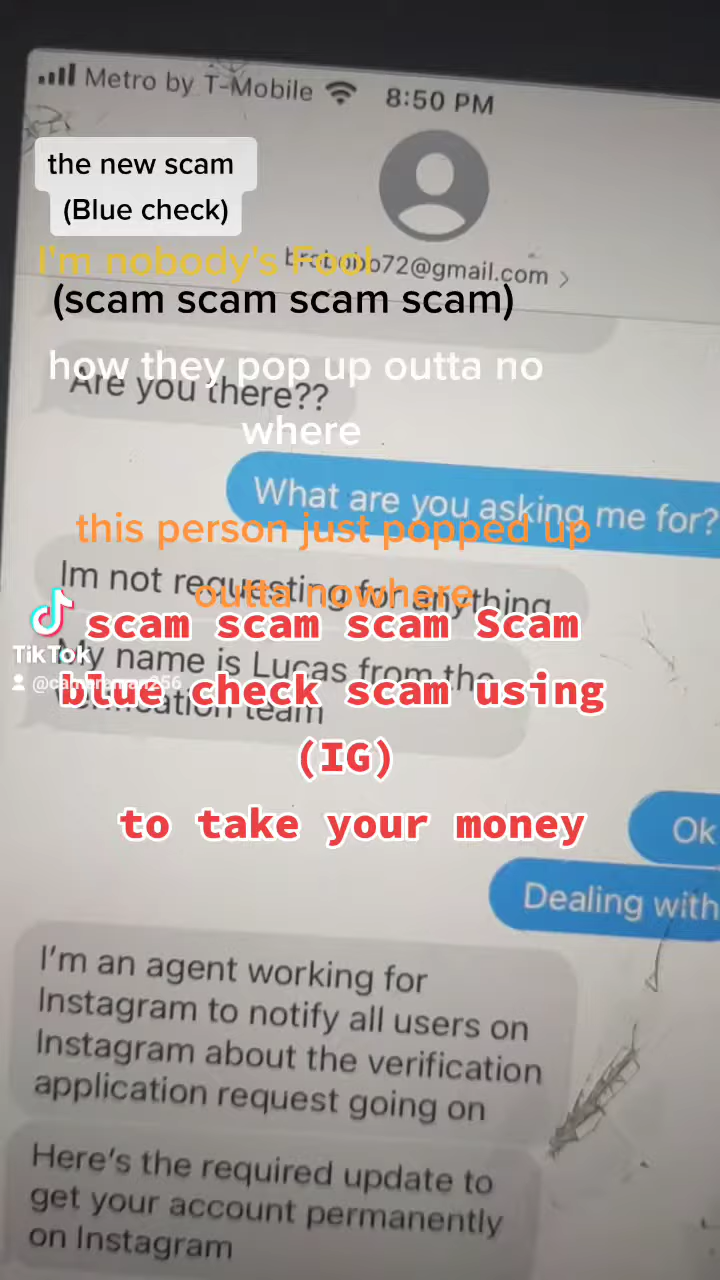 Metro by T-Mobile 8:50 PM
the new scam
(Blue check)
I'm nobody's Fool
72@gmail.com >
(scam scam scam scam)
how they pop up outta no
where
Are you there??
What are you asking me for?
this person just popped up
outta nowhere
Im not requesting for anything
scam scam scam Scam
TikTok
My name is Lucas from the
blue check scam using
verification team
(IG)
to take your money
Ok
Dealing with
I'm an agent working for
Instagram to notify all users on
Instagram about the verification
application request going on
Here's the required update to
get your account permanently
on Instagram